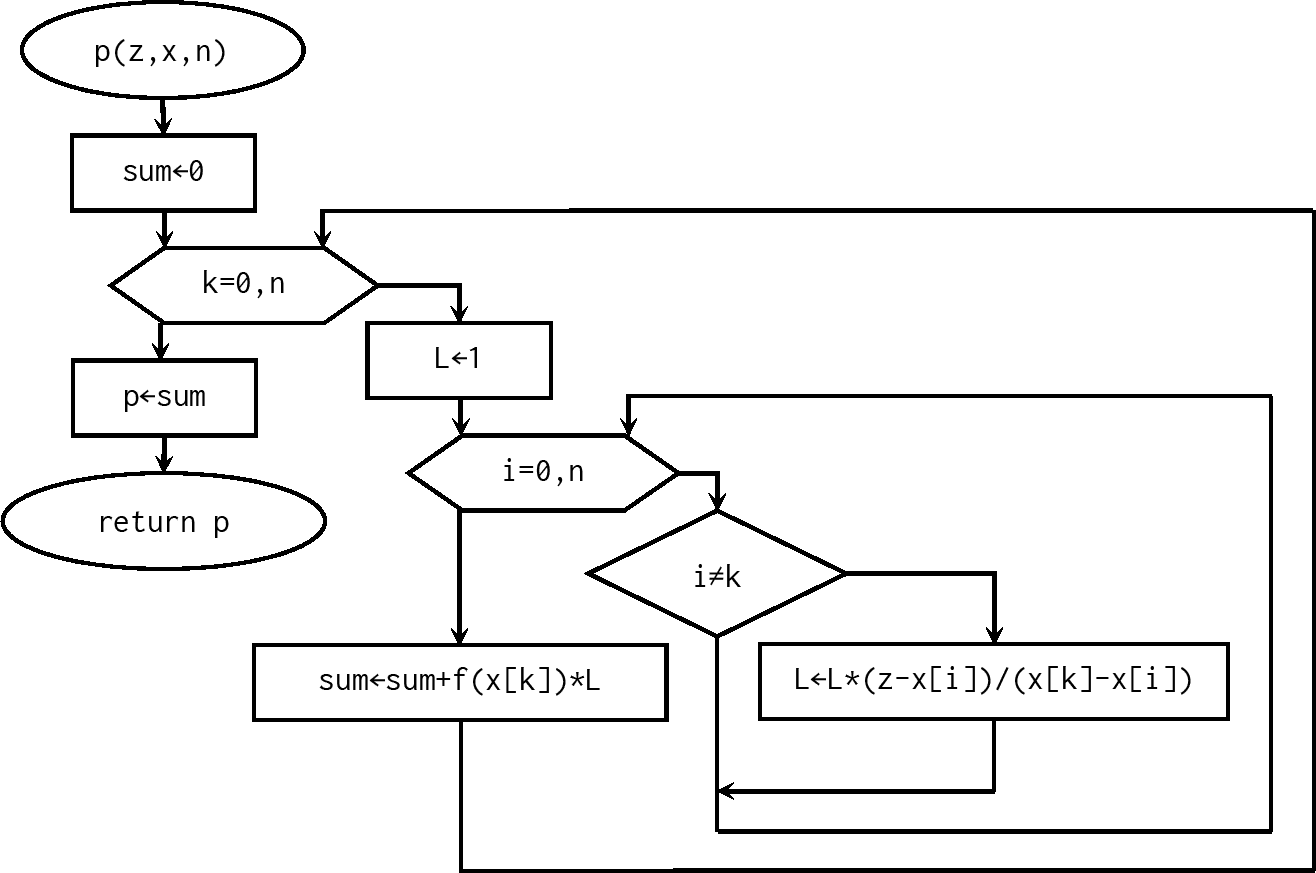 p(z,x,n)
sum←0
k=0,n
p←sum
return p
L←1
i=0,n
i≠k
sum←sum+f(x[k])*L
L←L*(z-x[i])/(x[k]-x[i])